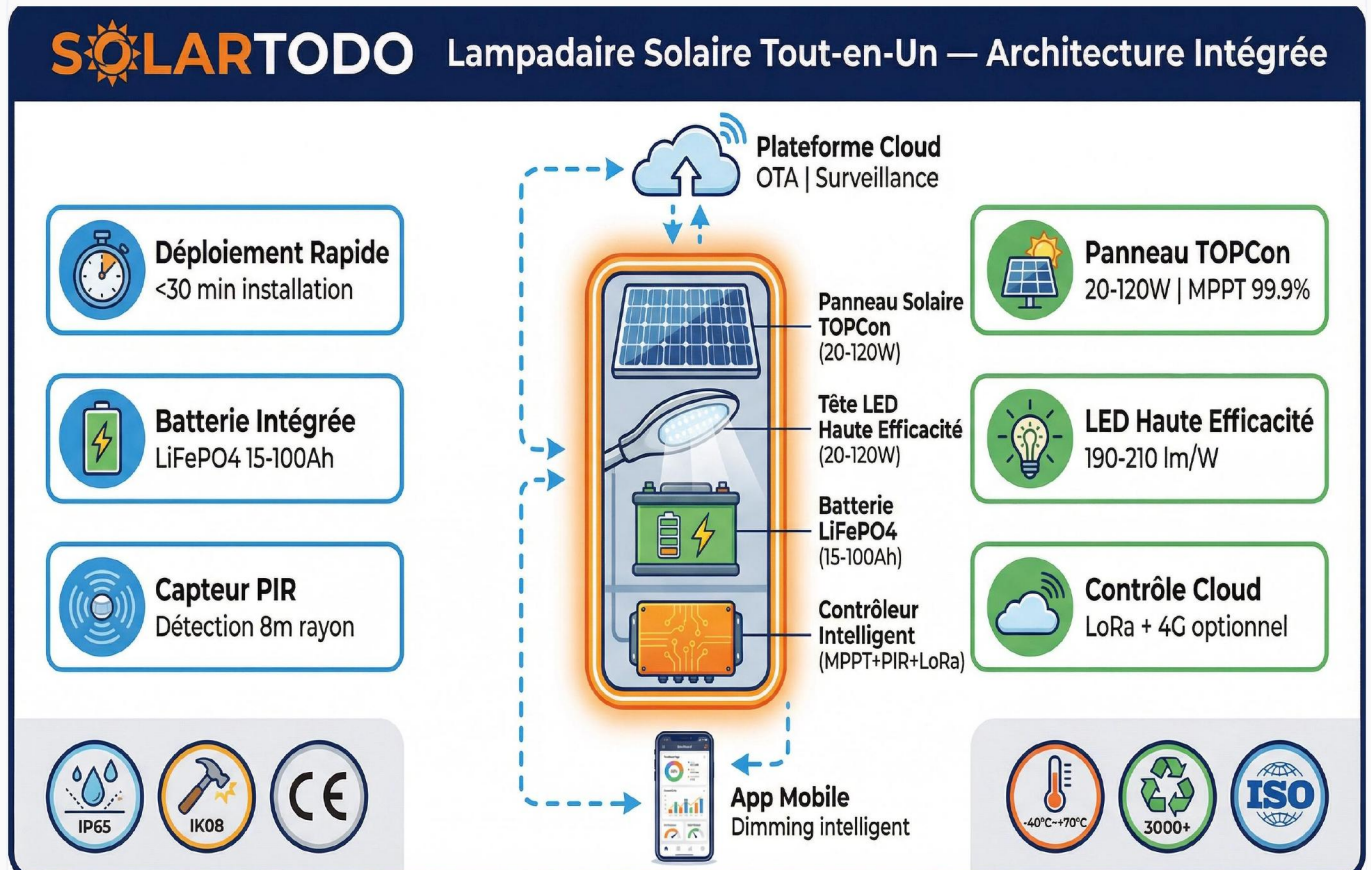 SOLARTODO
Lampadaire Solaire Tout-en-Un — Architecture Intégrée
Plateforme Cloud
OTA | Surveillance
Déploiement Rapide
<30 min installation
Batterie Intégrée
LiFePO4 15-100Ah
Capteur PIR
Détection 8m rayon
Panneau Solaire
TOPCon
(20-120W)
Tête LED
Haute Efficacité
(20-120W)
Batterie
LiFePO4
(15-100Ah)
Contrôleur
Intelligent
(MPPT+PIR+LoRa)
Panneau TOPCon
20-120W | MPPT 99.9%
LED Haute Efficacité
190-210 lm/W
Contrôle Cloud
LoRa + 4G optionnel
IP65
IK08
CE
App Mobile
Dimming intelligent
-40°C~+70°C
3000+
ISO